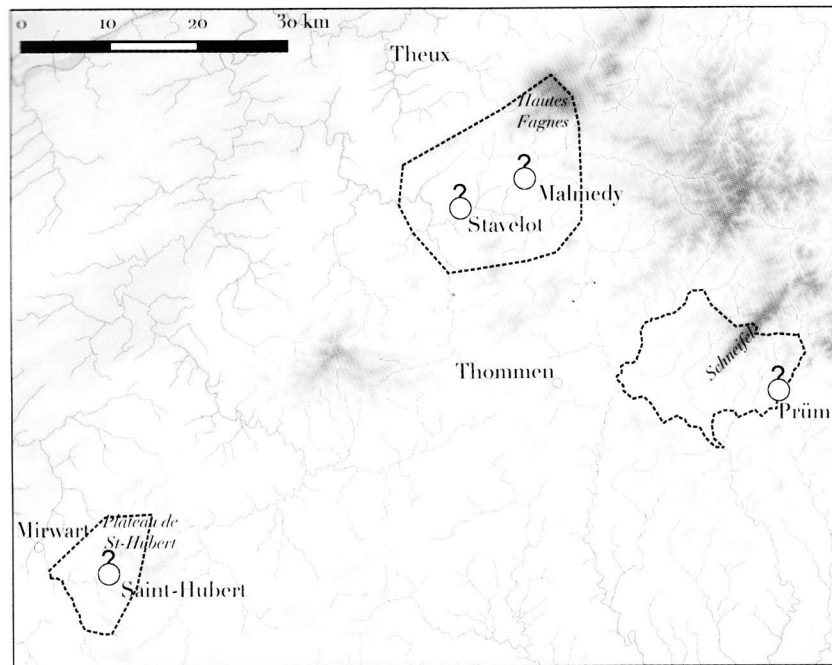 0 10 20 30 km
Theux
Hautes
Fagnes
Malmedy
Stavelot
Schneifel
Thommen
Prüm
Plateau de
St-Hubert
Mirwart
Saint-Hubert